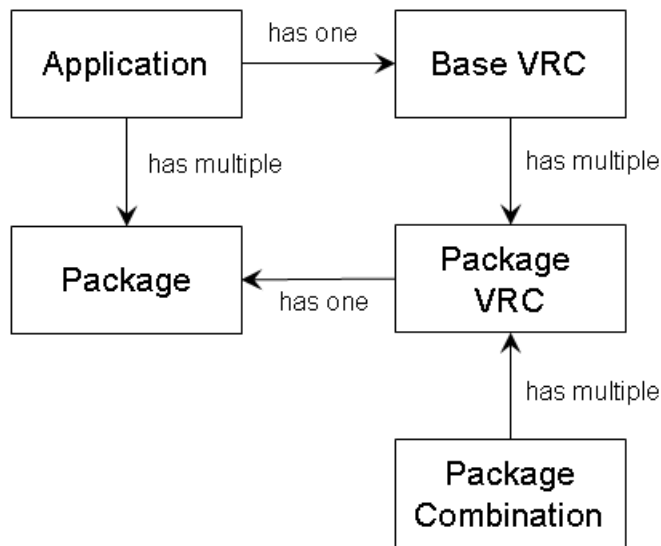 has one
Application
Base VRC
has multiple
has multiple
Package
Package
VRC
has one
has multiple
Package
Combination